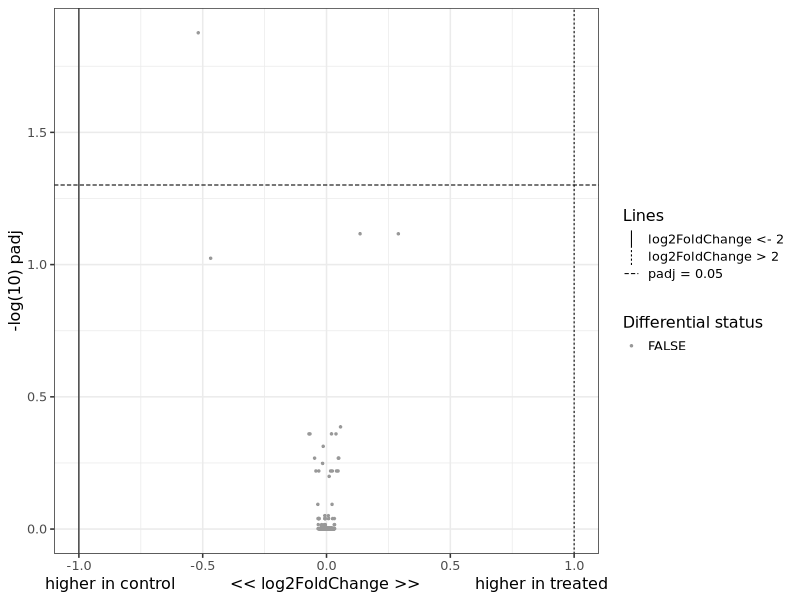 1.5
1.0
0.5
0.0
-log(10) padj
-1.0 -0.5 0.0 0.5 1.0
higher in control << log2FoldChange >> higher in treated
Lines
log2FoldChange <- 2
log2FoldChange > 2
padj = 0.05
Differential status
FALSE